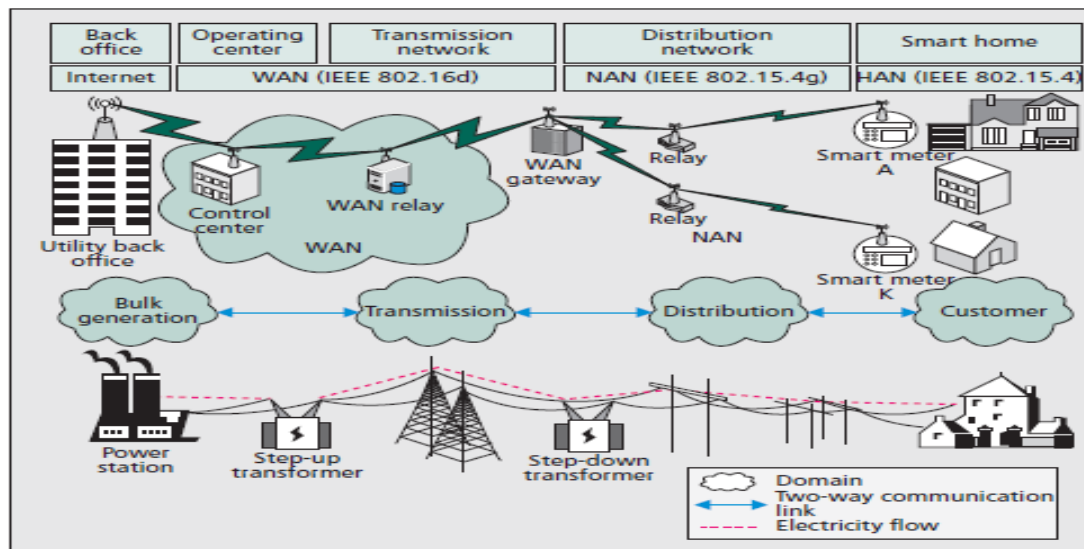 Back office
Operating center
Transmission network
Distribution network
Smart home
Internet
WAN (IEEE 802.16d)
NAN (IEEE 802.15.4g)
HAN (IEEE 802.15.4)
Utility back
office
Control
center
WAN relay
WAN
WAN
gateway
Relay
Relay
NAN
Smart meter
A
Smart meter
K
Bulk
generation
Transmission
Distribution
Customer
Power
station
Step-up
transformer
Step-down
transformer
Domain
Two-way communication
link
Electricity flow